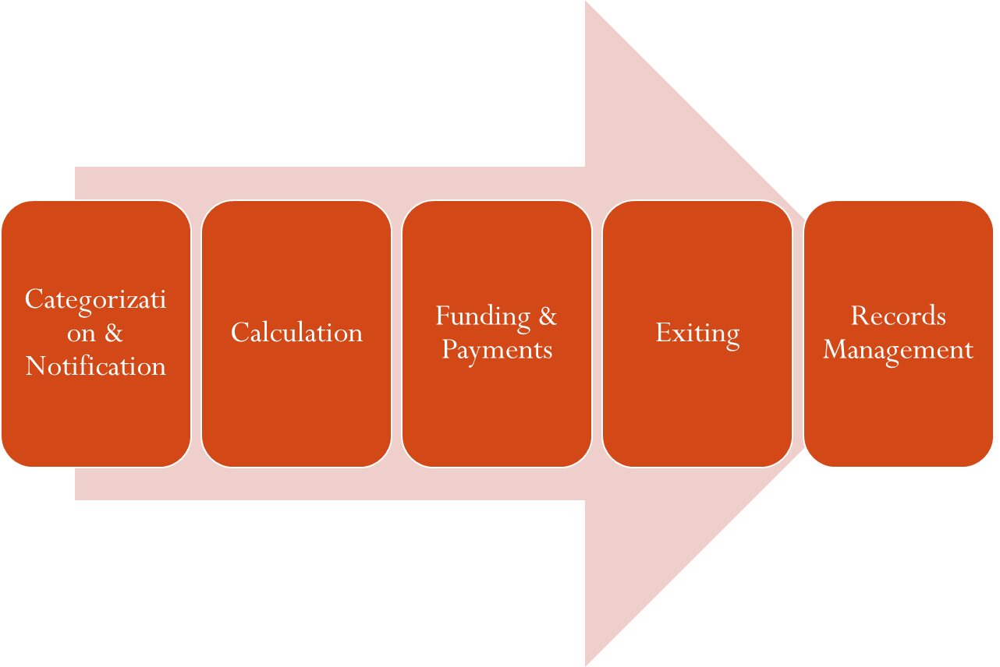 Categorizati
on &
Notification
Calculation
Funding &
Payments
Exiting
Records
Management